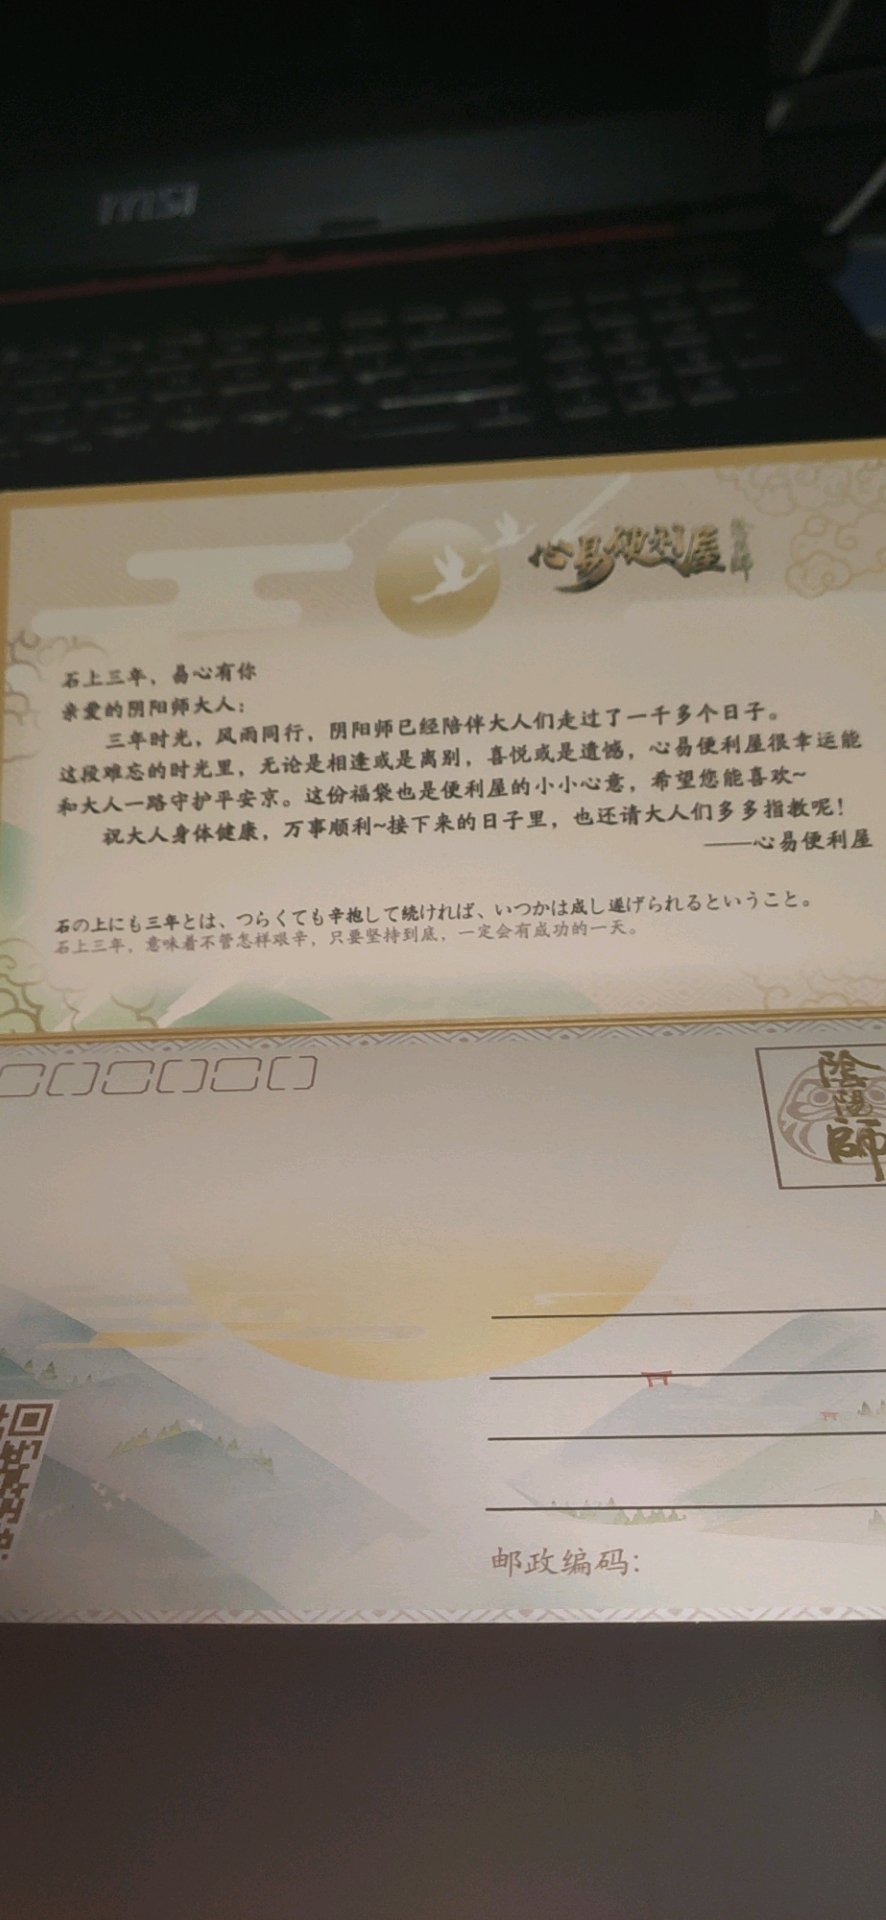 msi
心易便利屋
石上三年，易心有你
亲爱的阴阳师大人：
三年时光，风雨同行，阴阳师已经陪伴大人们走过了一千多个日子。
这段难忘的时光里，无论是相逢或是离别，喜悦或是遗憾，心易便利屋很幸运能
和大人一路守护平安京。这份福袋也是便利屋的小小心意，希望您能喜欢~
祝大人身体健康，万事顺利~接下来的日子里，也还请大人们多多指教呢！
——心易便利屋
石の上にも三年とは、つらくても辛抱して続ければ、いつかは成し遂げられるということ。
石上三年，意味着不管怎样艰辛，只要坚持到底，一定会有成功的一天。
陰
陽
師
邮政编码：